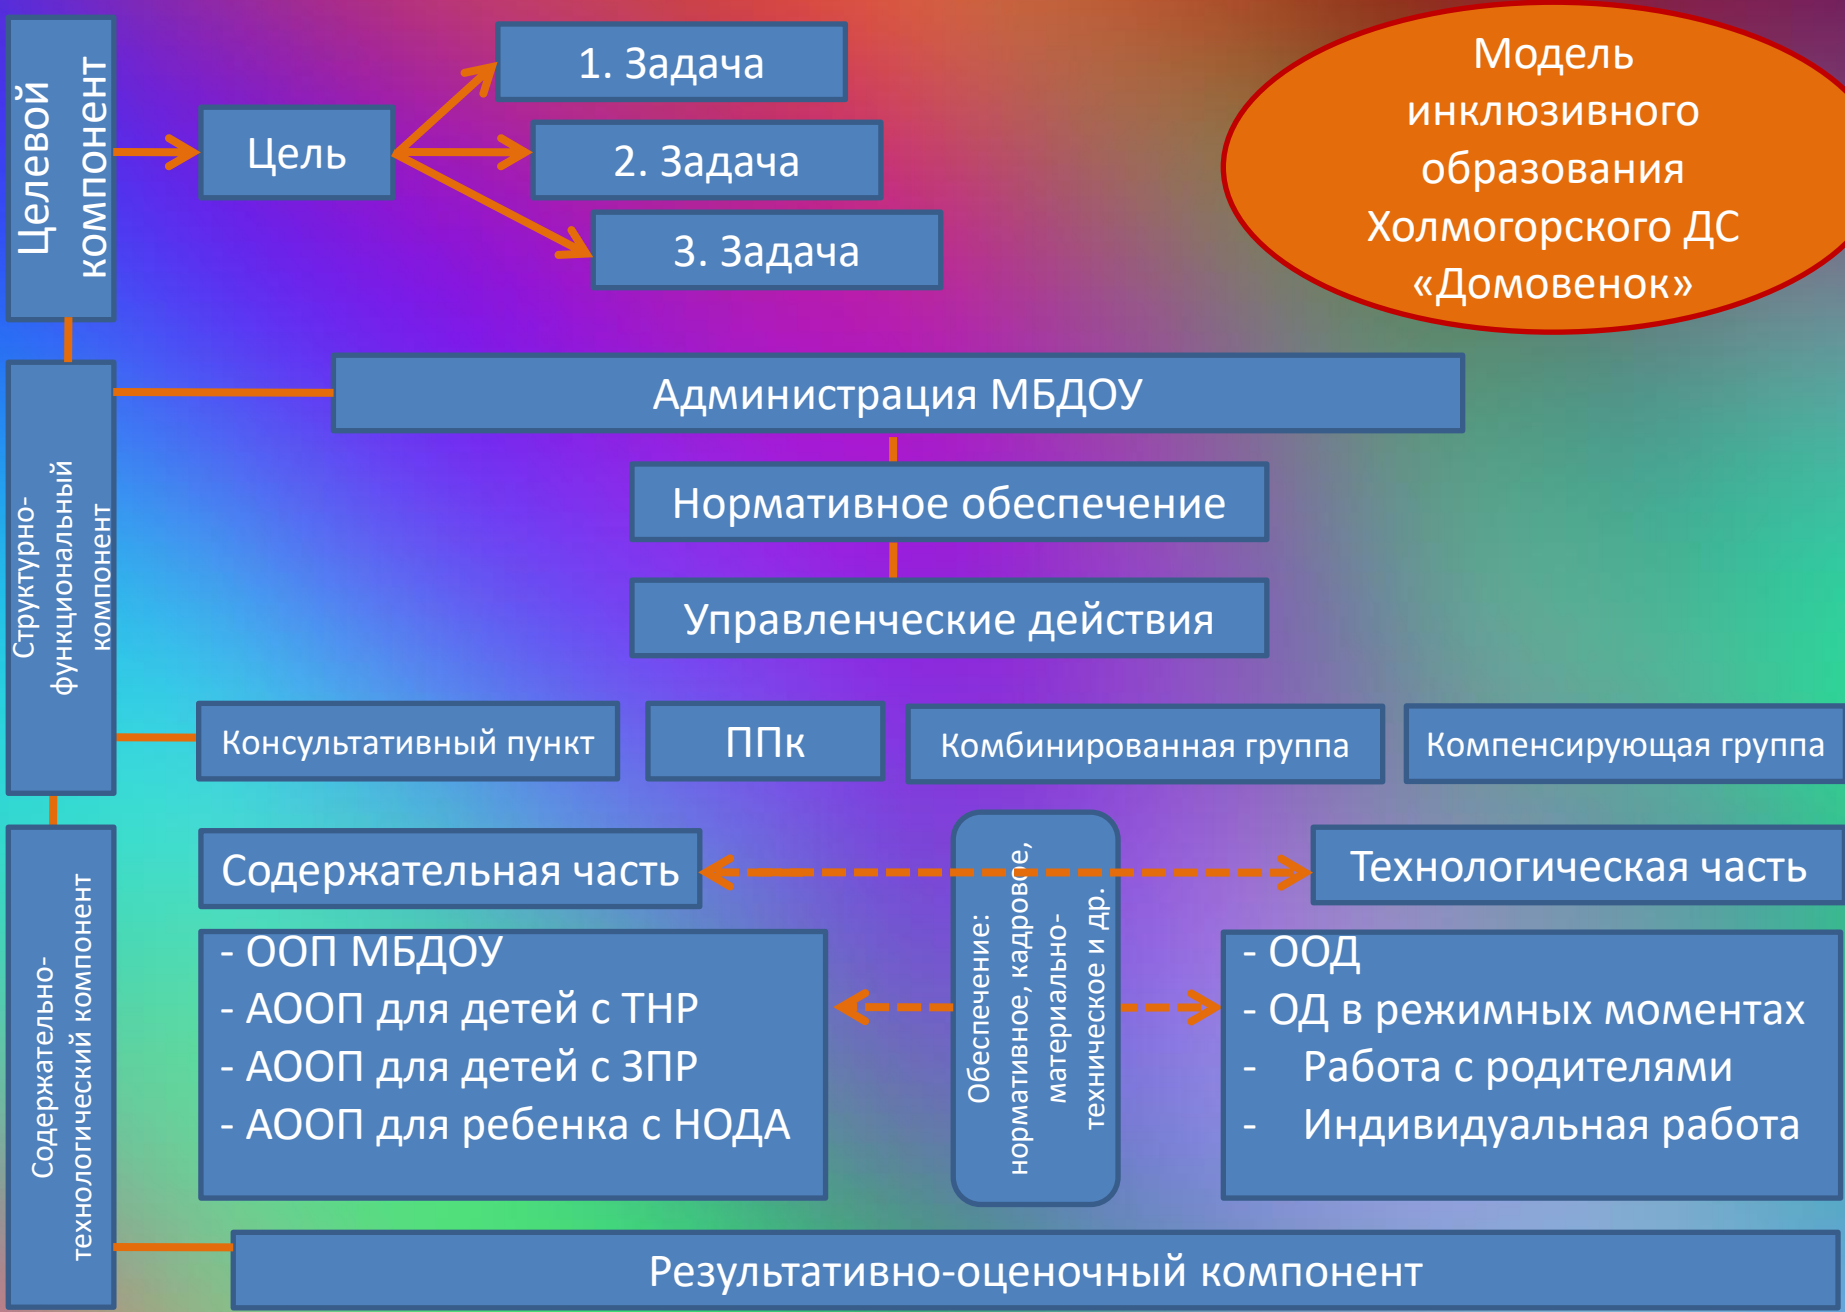 Целевой
компонент
Цель
1. Задача
2. Задача
3. Задача
Модель
инклюзивного
образования
Холмогорского ДС
«Домовенок»
Структурно-
функциональный
компонент
Администрация МБДОУ
Нормативное обеспечение
Управленческие действия
Консультативный пункт
ППк
Комбинированная группа
Компенсирующая группа
Содержательно-
технологический компонент
Содержательная часть
- ООП МБДОУ
- АООП для детей с ТНР
- АООП для детей с ЗПР
- АООП для ребенка с НОДА
Обеспечение:
нормативное, кадровое,
материально-
техническое и др.
Технологическая часть
- ООД
- ОД в режимных моментах
- Работа с родителями
- Индивидуальная работа
Результативно-оценочный компонент